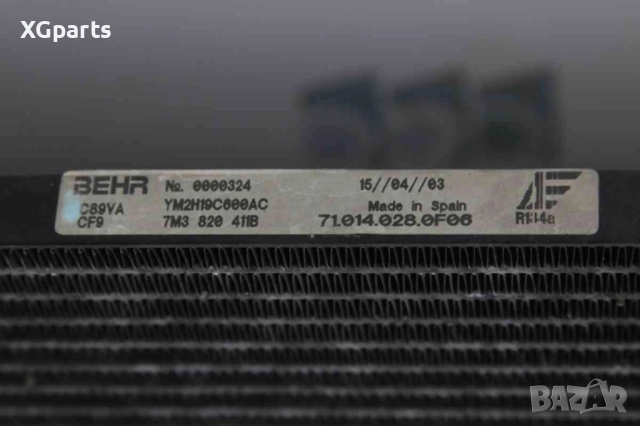 XGparts
BEHR No. 0000324 15//04//03 AF
C89VA YM2H19C600AC Made in Spain
CF9 7M3 820 411B 71.014.028.0F06 R134a
BAZAR